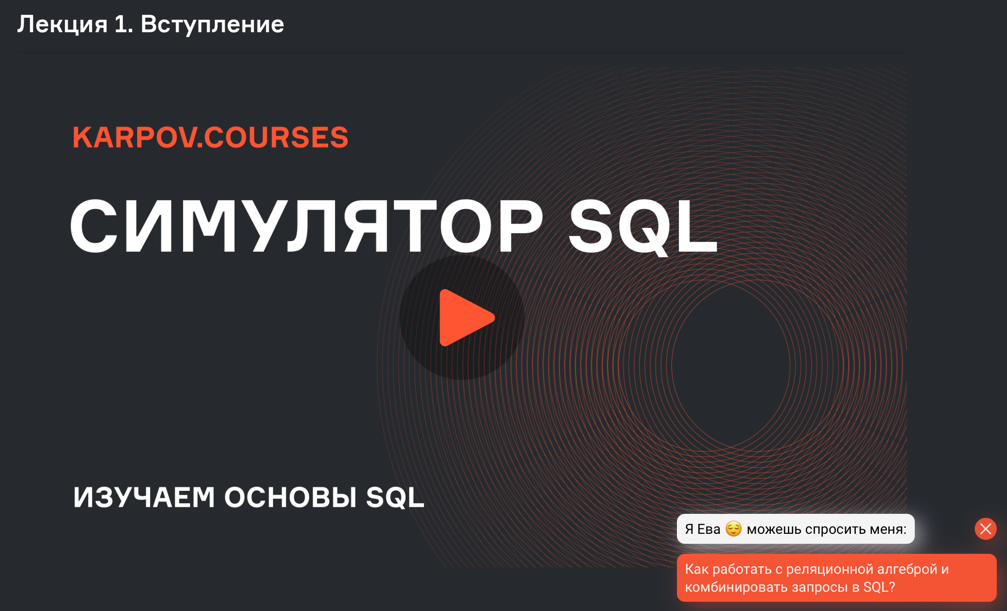 Лекция 1. Вступление
KARPOV.COURSES
СИМУЛЯТОР SQL
ИЗУЧАЕМ ОСНОВЫ SQL
Я Ева 😌 можешь спросить меня:
Как работать с реляционной алгеброй и
комбинировать запросы в SQL?